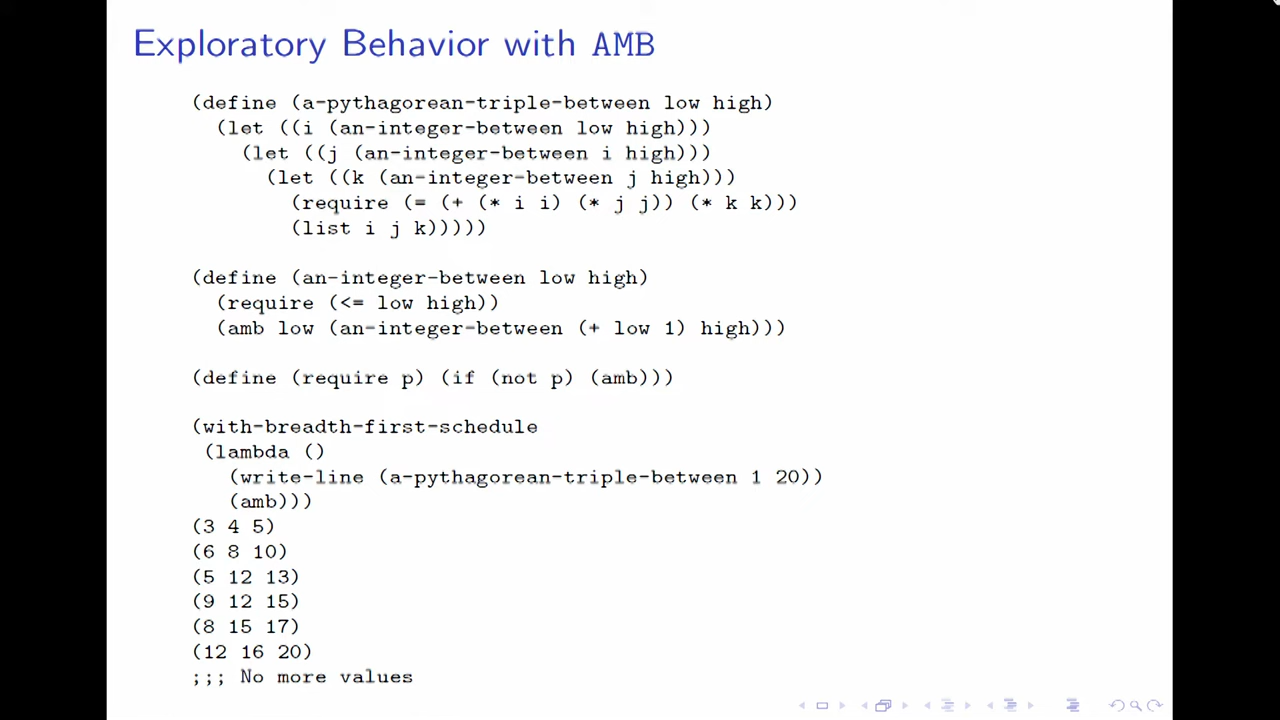 Exploratory Behavior with AMB
(define (a-pythagorean-triple-between low high)
(let ((i (an-integer-between low high)))
(let ((j (an-integer-between i high)))
(let ((k (an-integer-between j high)))
(require (= (+ (* i i) (* j j)) (* k k)))
(list i j k)))))
(define (an-integer-between low high)
(require (<= low high))
(amb low (an-integer-between (+ low 1) high)))
(define (require p) (if (not p) (amb)))
(with-breadth-first-schedule
(lambda ()
(write-line (a-pythagorean-triple-between 1 20))
(amb)))
(3 4 5)
(6 8 10)
(5 12 13)
(9 12 15)
(8 15 17)
(12 16 20)
;;; No more values